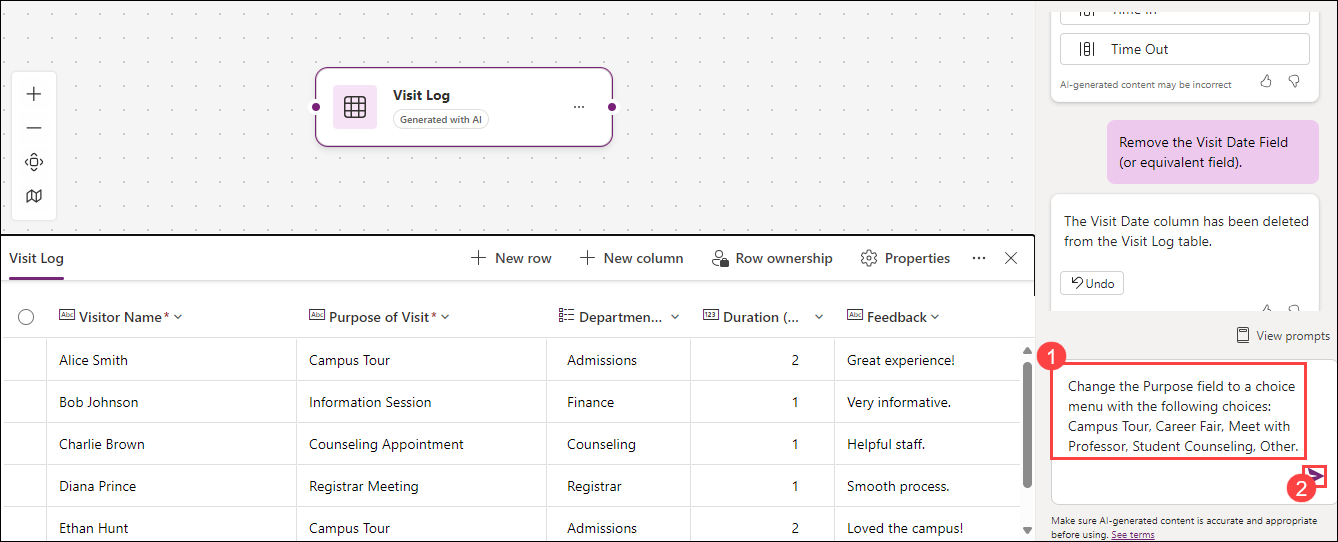 Time In
Time Out
AI-generated content may be incorrect
Visit Log
Generated with AI
Remove the Visit Date Field
(or equivalent field).
The Visit Date column has been deleted
from the Visit Log table.
Undo
View prompts
Visit Log
New row
New column
Row ownership
Properties
Abc Visitor Name*
Abc Purpose of Visit*
Departmen...
123 Duration (...
Abc Feedback
Alice Smith Campus Tour Admissions 2 Great experience!
Bob Johnson Information Session Finance 1 Very informative.
Charlie Brown Counseling Appointment Counseling 1 Helpful staff.
Diana Prince Registrar Meeting Registrar 1 Smooth process.
Ethan Hunt Campus Tour Admissions 2 Loved the campus!
1
Change the Purpose field to a choice
menu with the following choices:
Campus Tour, Career Fair, Meet with
Professor, Student Counseling, Other.
2
Make sure AI-generated content is accurate and appropriate
before using. See terms